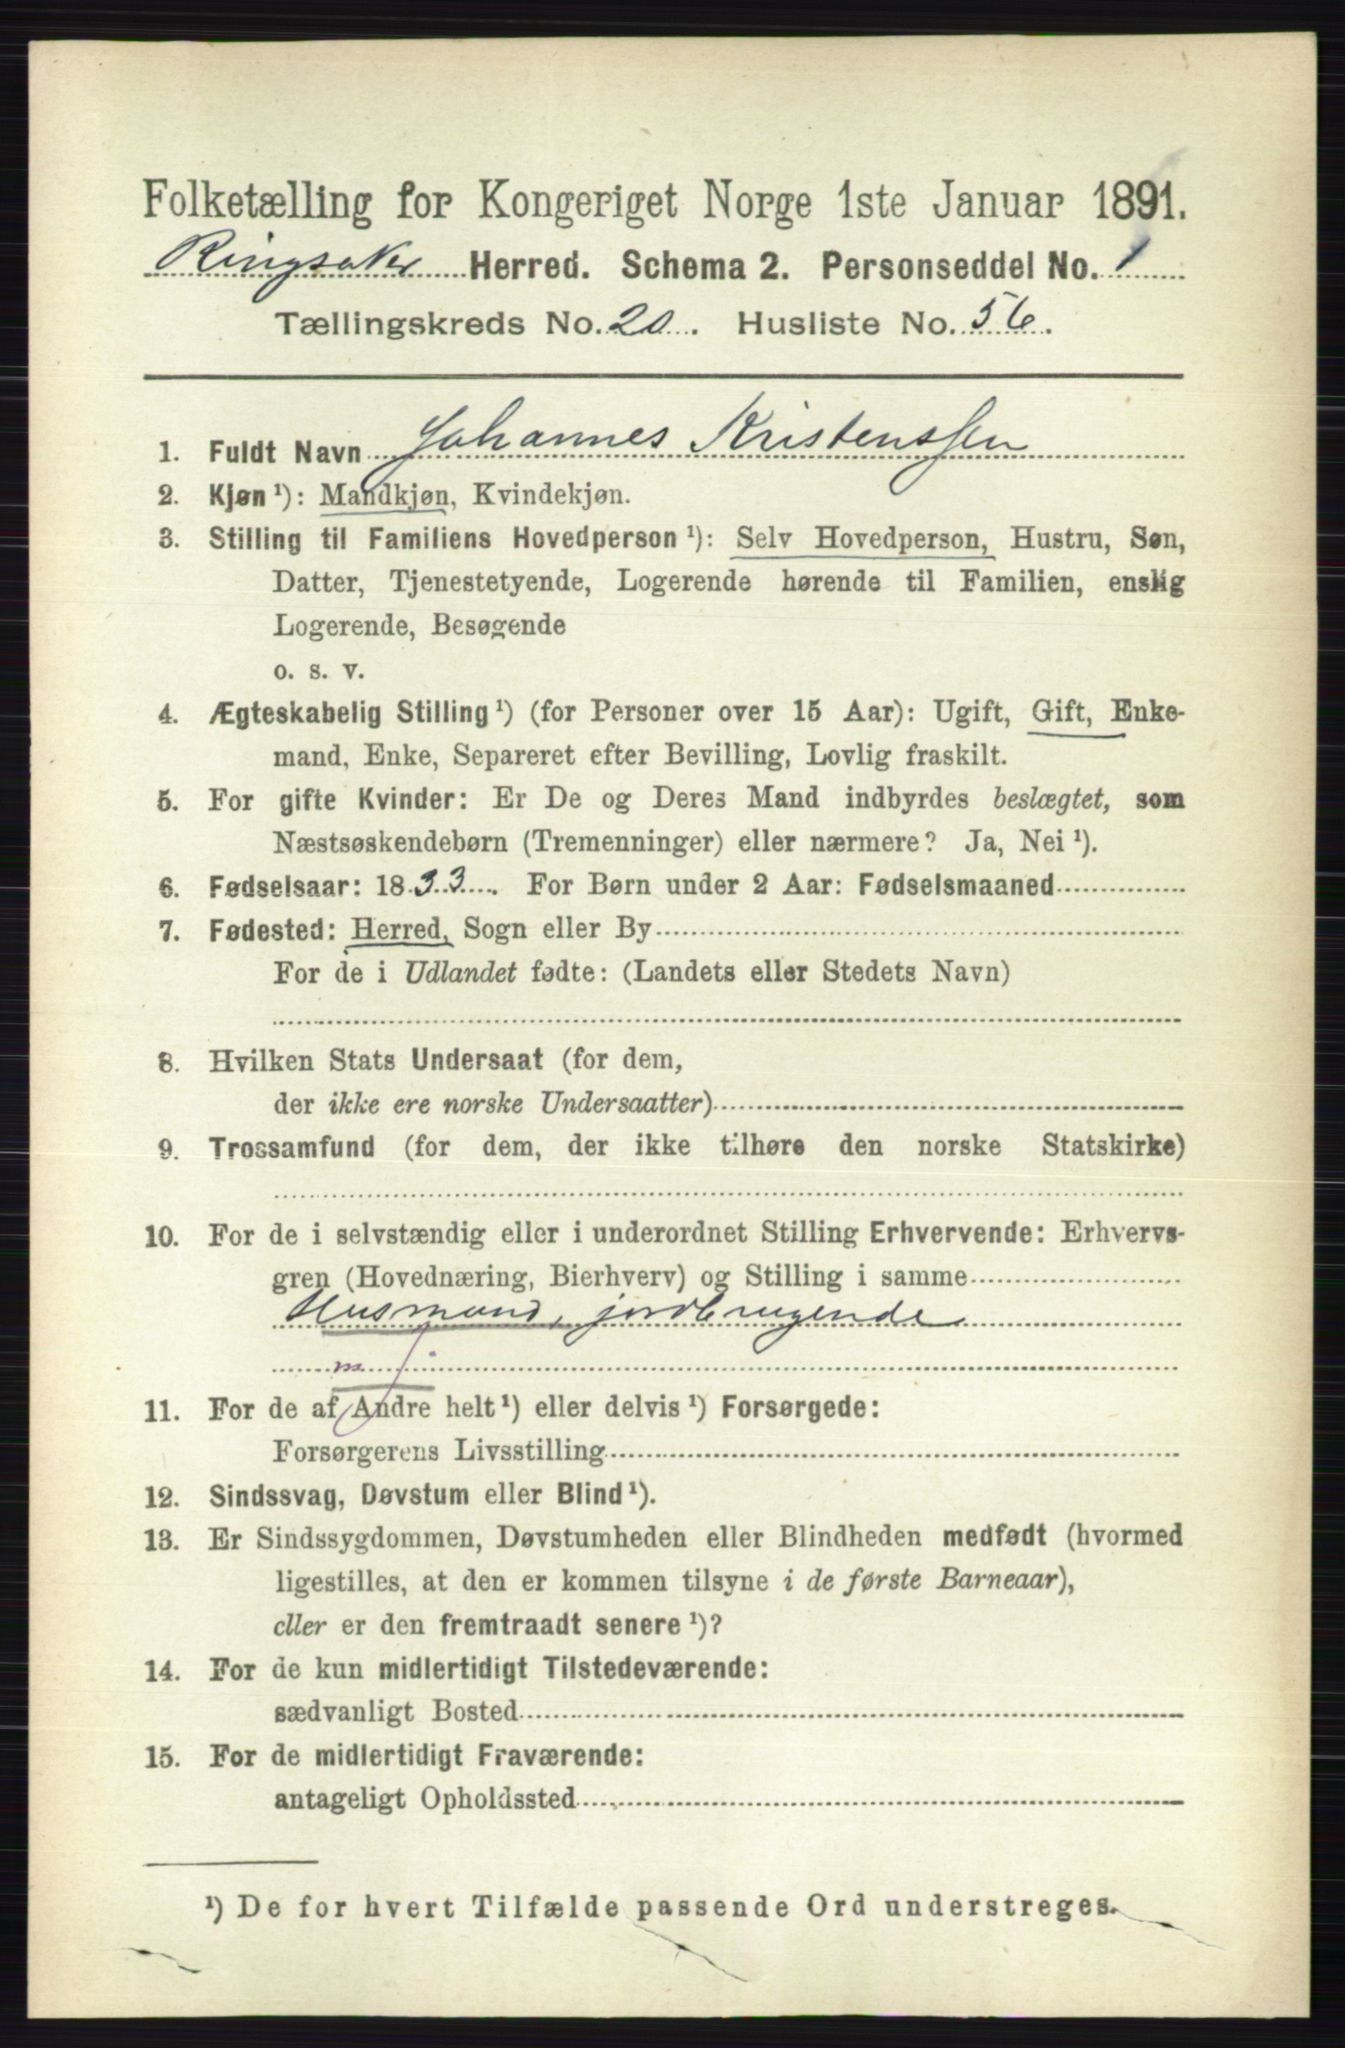 Folketælling for Kongeriget Norge 1ste Januar 1891.
Ringsaker Herred. Schema 2. Personseddel No. 1
Tællingskreds No. 20. Husliste No. 56.
1. Fuldt Navn Johannes Kristenssen
2. Kjøn ¹): Mandkjøn, Kvindekjøn.
3. Stilling til Familiens Hovedperson ¹): Selv Hovedperson, Hustru, Søn,
Datter, Tjenestetyende, Logerende hørende til Familien, enslig
Logerende, Besøgende
o. s. v.
4. Ægteskabelig Stilling ¹) (for Personer over 15 Aar): Ugift, Gift, Enke-
mand, Enke, Separeret efter Bevilling, Lovlig fraskilt.
5. For gifte Kvinder: Er De og Deres Mand indbyrdes beslægtet, som
Næstsøskendebørn (Tremenninger) eller nærmere? Ja, Nei ¹).
6. Fødselsaar: 1833. For Børn under 2 Aar: Fødselsmaaned
7. Fødested: Herred, Sogn eller By
For de i Udlandet fødte: (Landets eller Stedets Navn)
8. Hvilken Stats Undersaat (for dem,
der ikke ere norske Undersaatter)
9. Trossamfund (for dem, der ikke tilhøre den norske Statskirke)
10. For de i selvstændig eller i underordnet Stilling Erhvervende: Erhvervs-
gren (Hovednæring, Bierhverv) og Stilling i samme
Husmand, jordbrugende
m j
11. For de af Andre helt ¹) eller delvis ¹) Forsørgede:
Forsørgerens Livsstilling
12. Sindssvag, Døvstum eller Blind ¹).
13. Er Sindssygdommen, Døvstumheden eller Blindheden medfødt (hvormed
ligestilles, at den er kommen tilsyne i de første Barneaar),
eller er den fremtraadt senere ¹)?
14. For de kun midlertidigt Tilstedeværende:
sædvanligt Bosted
15. For de midlertidigt Fraværende:
antageligt Opholdssted
¹) De for hvert Tilfælde passende Ord understreges.